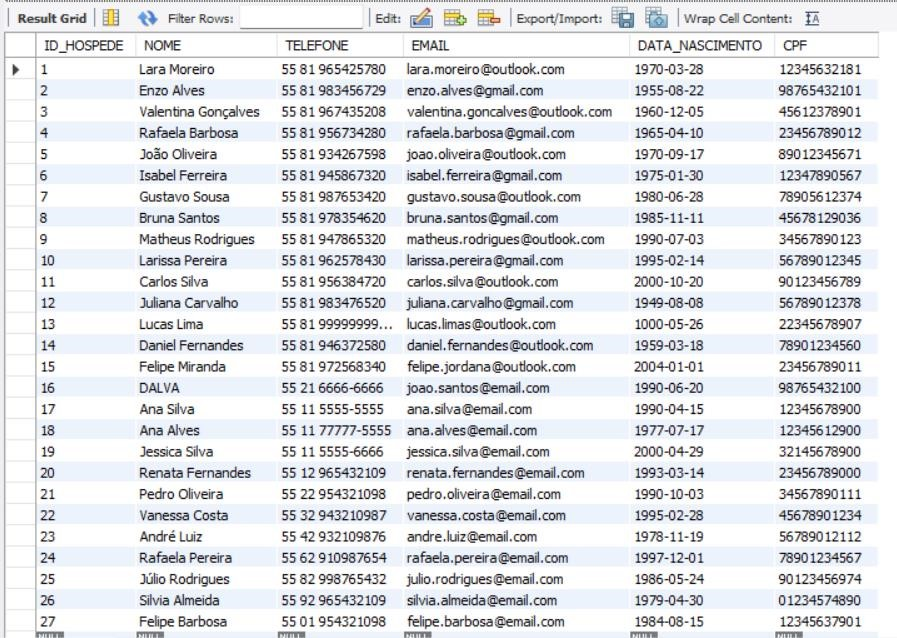 Result Grid Filter Rows: Edit: Export/Import: Wrap Cell Content: IA
ID_HOSPEDE NOME TELEFONE EMAIL DATA_NASCIMENTO CPF
1 Lara Moreiro 55 81 965425780 lara.moreiro@outlook.com 1970-03-28 12345632181
2 Enzo Alves 55 81 983456729 enzo.alves@gmail.com 1955-08-22 98765432101
3 Valentina Gonçalves 55 81 967435208 valentina.goncalves@outlook.com 1960-12-05 45612378901
4 Rafaela Barbosa 55 81 956734280 rafaela.barbosa@gmail.com 1965-04-10 23456789012
5 João Oliveira 55 81 934267598 joao.oliveira@outlook.com 1970-09-17 89012345671
6 Isabel Ferreira 55 81 945867320 isabel.ferreira@gmail.com 1975-01-30 12347890567
7 Gustavo Sousa 55 81 987653420 gustavo.sousa@outlook.com 1980-06-28 78905612374
8 Bruna Santos 55 81 978354620 bruna.santos@gmail.com 1985-11-11 45678129036
9 Matheus Rodrigues 55 81 947865320 matheus.rodrigues@outlook.com 1990-07-03 34567890123
10 Larissa Pereira 55 81 962578430 larissa.pereira@gmail.com 1995-02-14 56789012345
11 Carlos Silva 55 81 956384720 carlos.silva@outlook.com 2000-10-20 90123456789
12 Juliana Carvalho 55 81 983476520 juliana.carvalho@gmail.com 1949-08-08 56789012378
13 Lucas Lima 55 81 99999999... lucas.limas@outlook.com 1000-05-26 22345678907
14 Daniel Fernandes 55 81 946372580 daniel.fernandes@outlook.com 1959-03-18 78901234560
15 Felipe Miranda 55 81 972568340 felipe.jordana@outlook.com 2004-01-01 23456789011
16 DALVA 55 21 6666-6666 joao.santos@email.com 1990-06-20 98765432100
17 Ana Silva 55 11 5555-5555 ana.silva@email.com 1990-04-15 12345678900
18 Ana Alves 55 11 77777-5555 ana.alves@email.com 1977-07-17 12345612900
19 Jessica Silva 55 11 5555-6666 jessica.silva@email.com 2000-04-29 32145678900
20 Renata Fernandes 55 12 965432109 renata.fernandes@email.com 1993-03-14 23456789000
21 Pedro Oliveira 55 22 954321098 pedro.oliveira@email.com 1990-10-03 34567890111
22 Vanessa Costa 55 32 943210987 vanessa.costa@email.com 1995-02-28 45678901234
23 André Luiz 55 42 932109876 andre.luiz@email.com 1978-11-19 56789012112
24 Rafaela Pereira 55 62 910987654 rafaela.pereira@email.com 1997-12-01 78901234567
25 Júlio Rodrigues 55 82 998765432 julio.rodrigues@email.com 1986-05-24 90123456974
26 Silvia Almeida 55 92 965432109 silvia.almeida@email.com 1979-04-30 01234574890
27 Felipe Barbosa 55 01 954321098 felipe.barbosa@email.com 1984-08-15 12345637901
NULL NULL NULL NULL NULL NULL